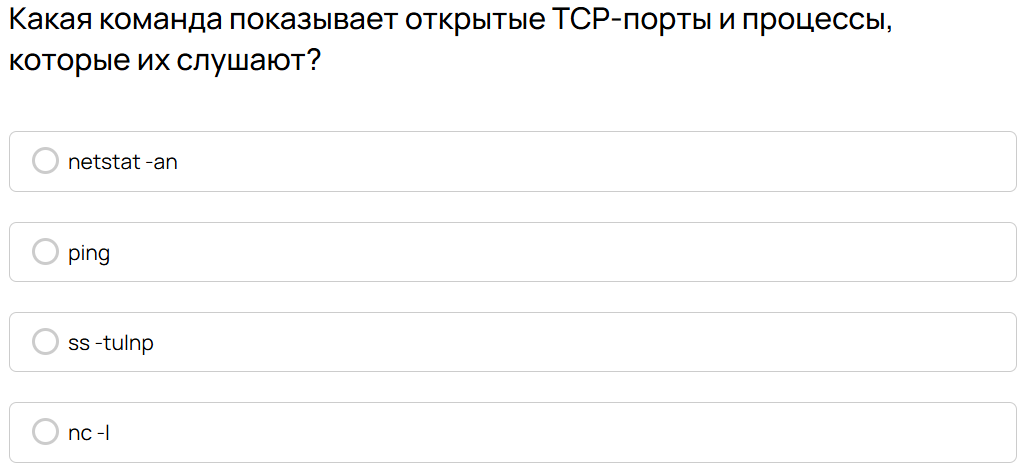 Какая команда показывает открытые TCP-порты и процессы,
которые их слушают?
netstat -an
ping
ss -tulnp
nc -l